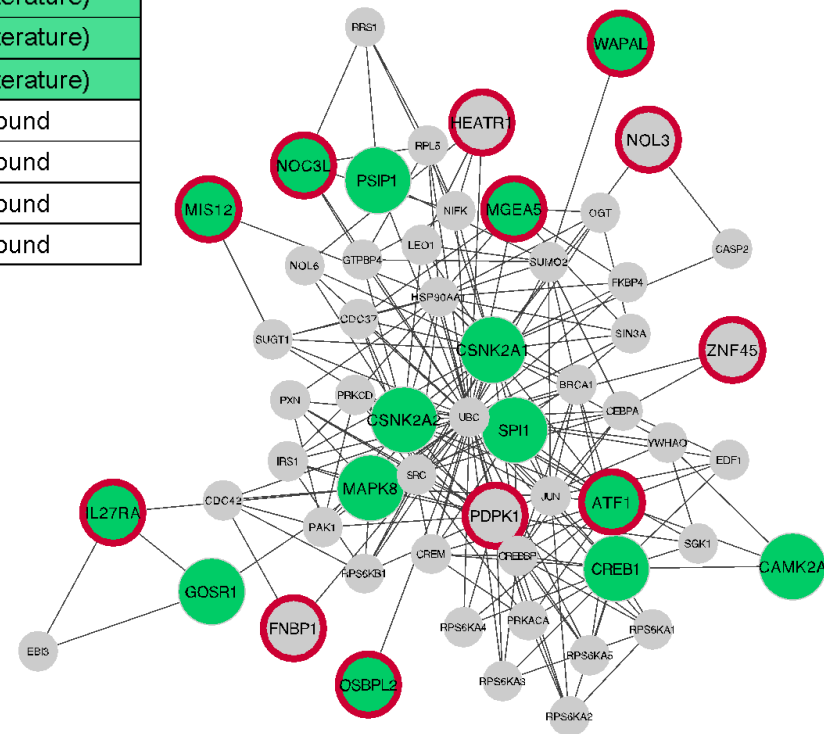 erature)
erature)
erature)
ound
ound
ound
ound
RRS1
WAPAL
HEATR1
NOL3
RPL5
NOC3L
PSIP1
MIS12
NIFK
MGEA5
OGT
LEO1
CASP2
NOL6
GTPBP4
SUMO2
FKBP4
HSP90AA1
CDC37
SIN3A
SUGT1
CSNK2A1
ZNF45
BRCA1
PXN
PRKCD
CEBPA
CSNK2A2
UBC
SPI1
YWHAQ
EDF1
IRS1
SRC
MAPK8
JUN
ATF1
CDC42
IL27RA
PDPK1
PAK1
SGK1
CREM
CREBBP
CREB1
CAMK2A
RPS6KB1
GOSR1
FNBP1
RPS6KA4
PRKACA
RPS6KA1
EBI3
RPS6KA5
OSBPL2
RPS6KA3
RPS6KA2